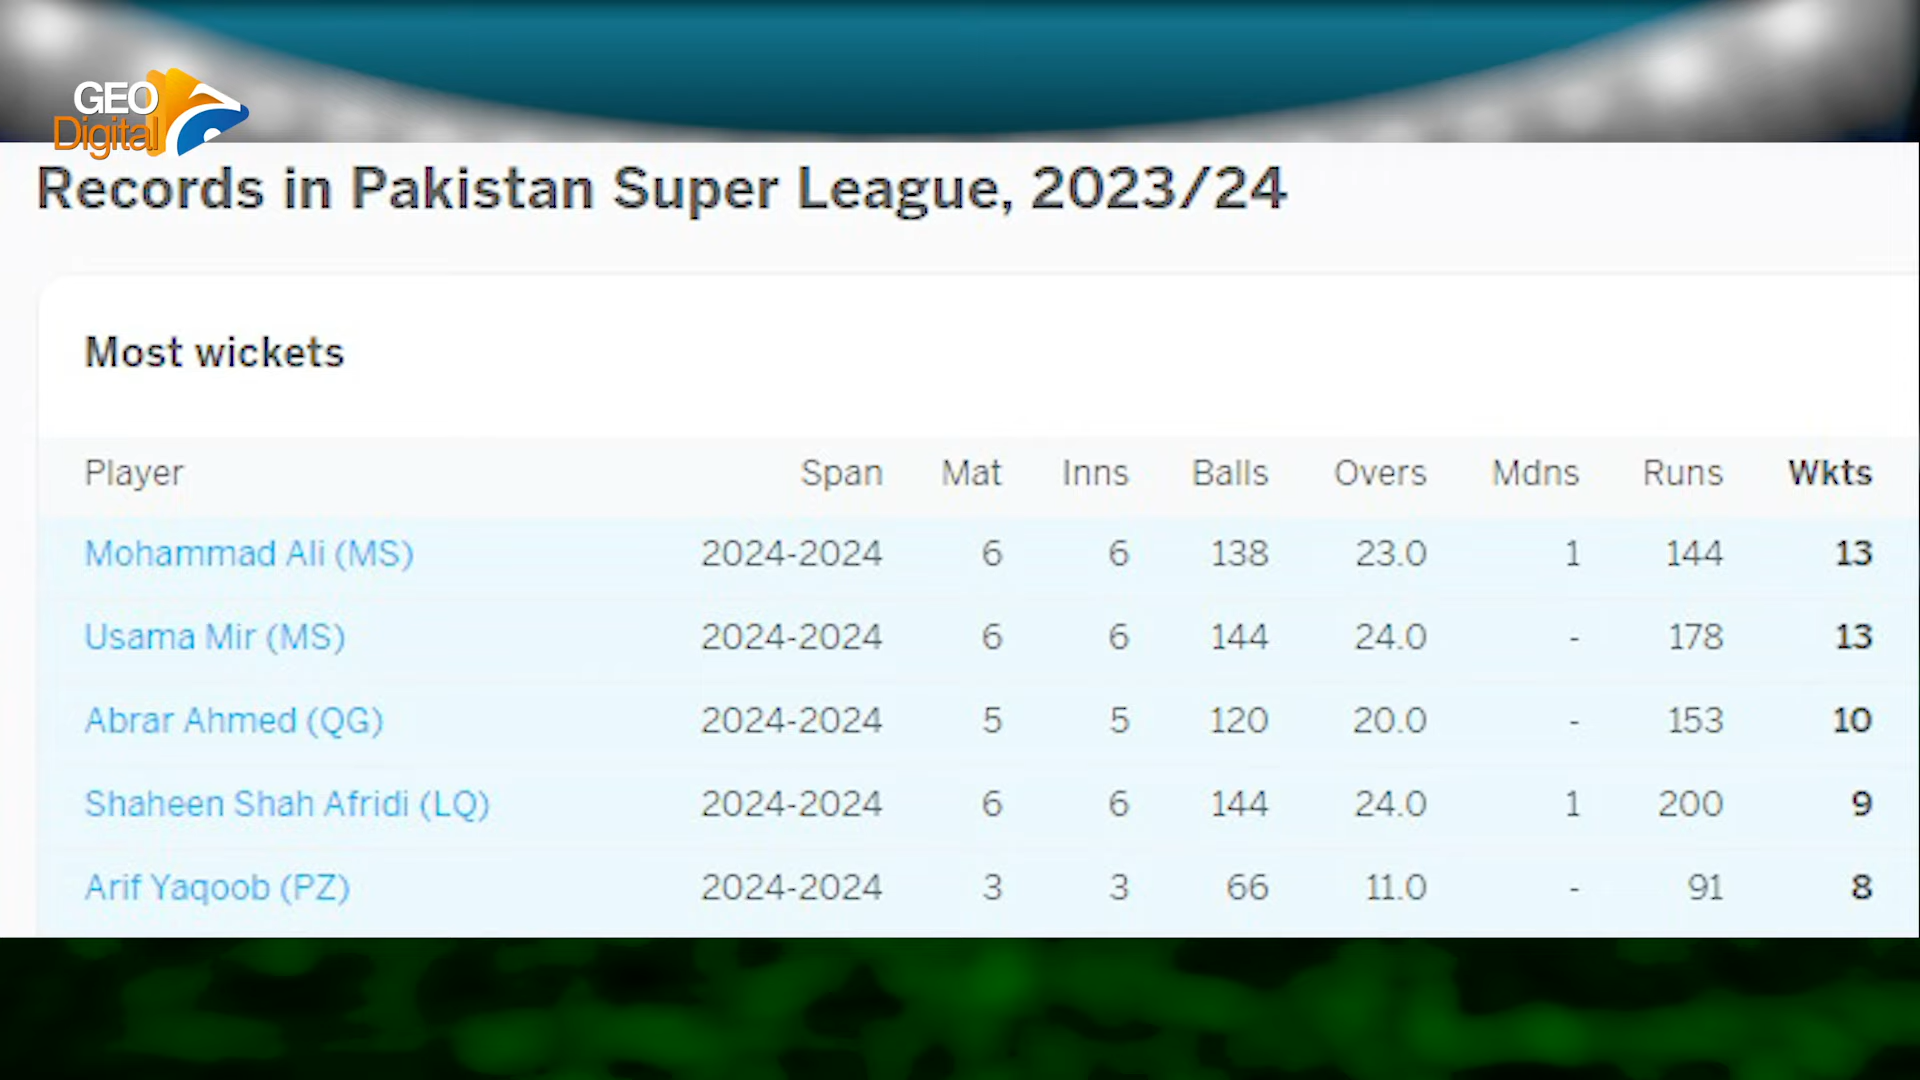 GEO
Digital
Records in Pakistan Super League, 2023/24
Most wickets
Player Span Mat Inns Balls Overs Mdns Runs Wkts
Mohammad Ali (MS) 2024-2024 6 6 138 23.0 1 144 13
Usama Mir (MS) 2024-2024 6 6 144 24.0 - 178 13
Abrar Ahmed (QG) 2024-2024 5 5 120 20.0 - 153 10
Shaheen Shah Afridi (LQ) 2024-2024 6 6 144 24.0 1 200 9
Arif Yaqoob (PZ) 2024-2024 3 3 66 11.0 - 91 8